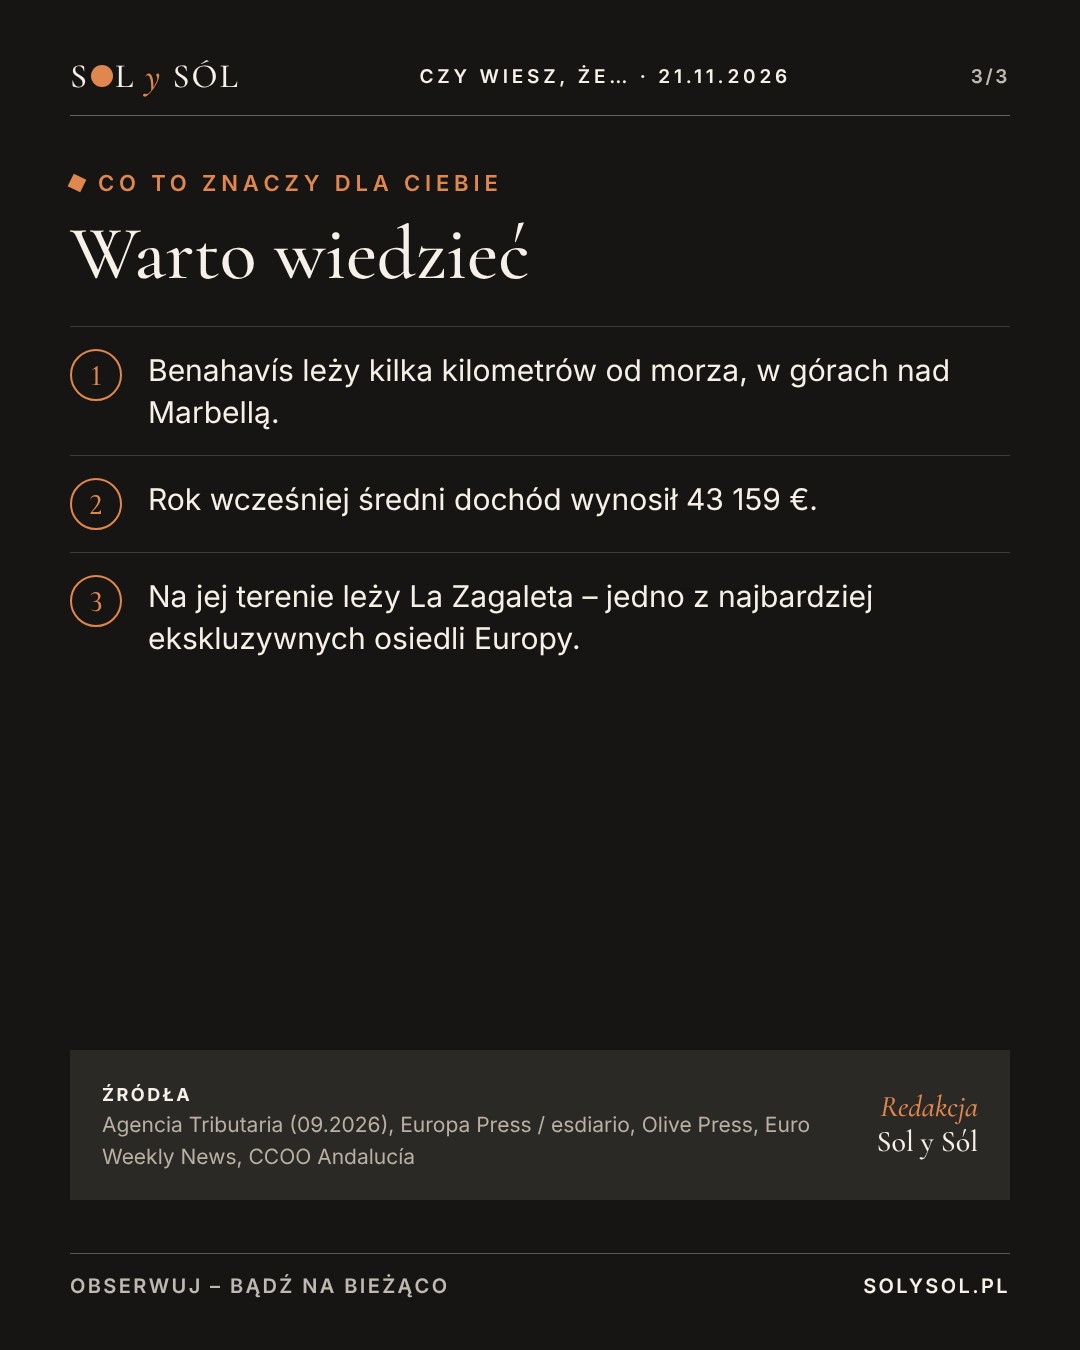 SOL y SÓL
CZY WIESZ, ŻE… · 21.11.2026
3/3
CO TO ZNACZY DLA CIEBIE
Warto wiedzieć
1
Benahavís leży kilka kilometrów od morza, w górach nad
Marbellą.
2
Rok wcześniej średni dochód wynosił 43 159 €.
3
Na jej terenie leży La Zagaleta – jedno z najbardziej
ekskluzywnych osiedli Europy.
ŹRÓDŁA
Agencia Tributaria (09.2026), Europa Press / esdiario, Olive Press, Euro
Weekly News, CCOO Andalucía
Redakcja
Sol y Sól
OBSERWUJ – BĄDŹ NA BIEŻĄCO
SOLYSOL.PL